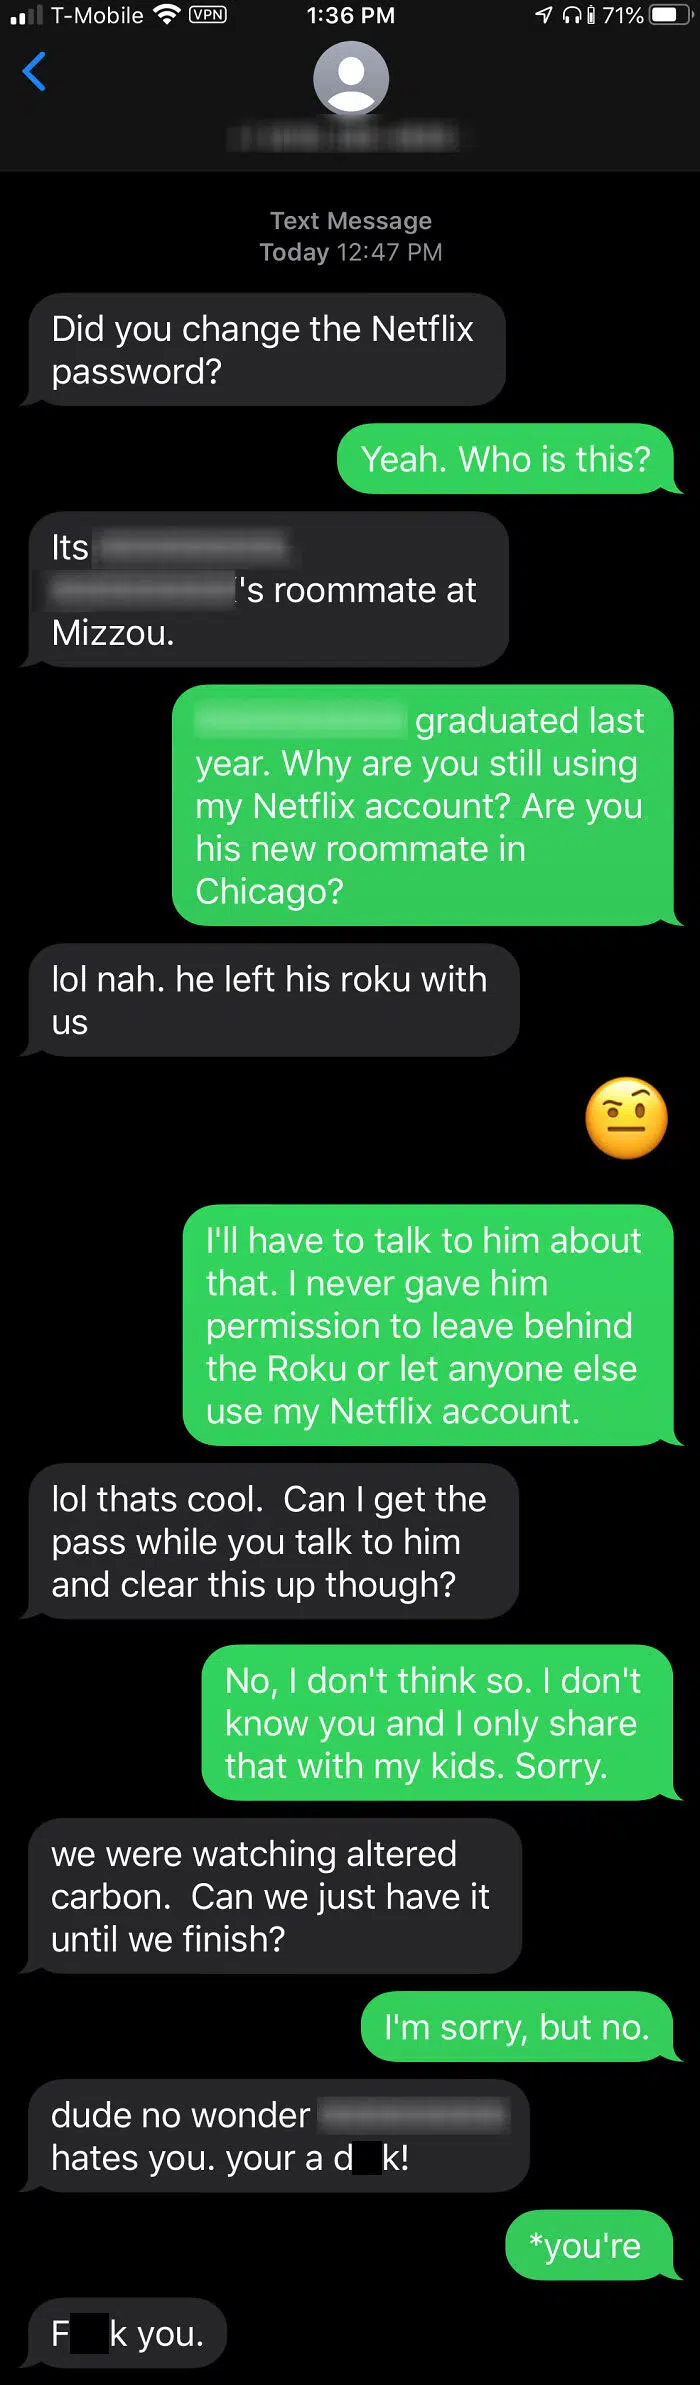 T-Mobile VPN 1:36 PM 71%
Text Message
Today 12:47 PM
Did you change the Netflix
password?
Yeah. Who is this?
Its
's roommate at
Mizzou.
graduated last
year. Why are you still using
my Netflix account? Are you
his new roommate in
Chicago?
lol nah. he left his roku with
us
I'll have to talk to him about
that. I never gave him
permission to leave behind
the Roku or let anyone else
use my Netflix account.
lol thats cool.  Can I get the
pass while you talk to him
and clear this up though?
No, I don't think so. I don't
know you and I only share
that with my kids. Sorry.
we were watching altered
carbon.  Can we just have it
until we finish?
I'm sorry, but no.
dude no wonder
hates you. your a d k!
*you're
F k you.